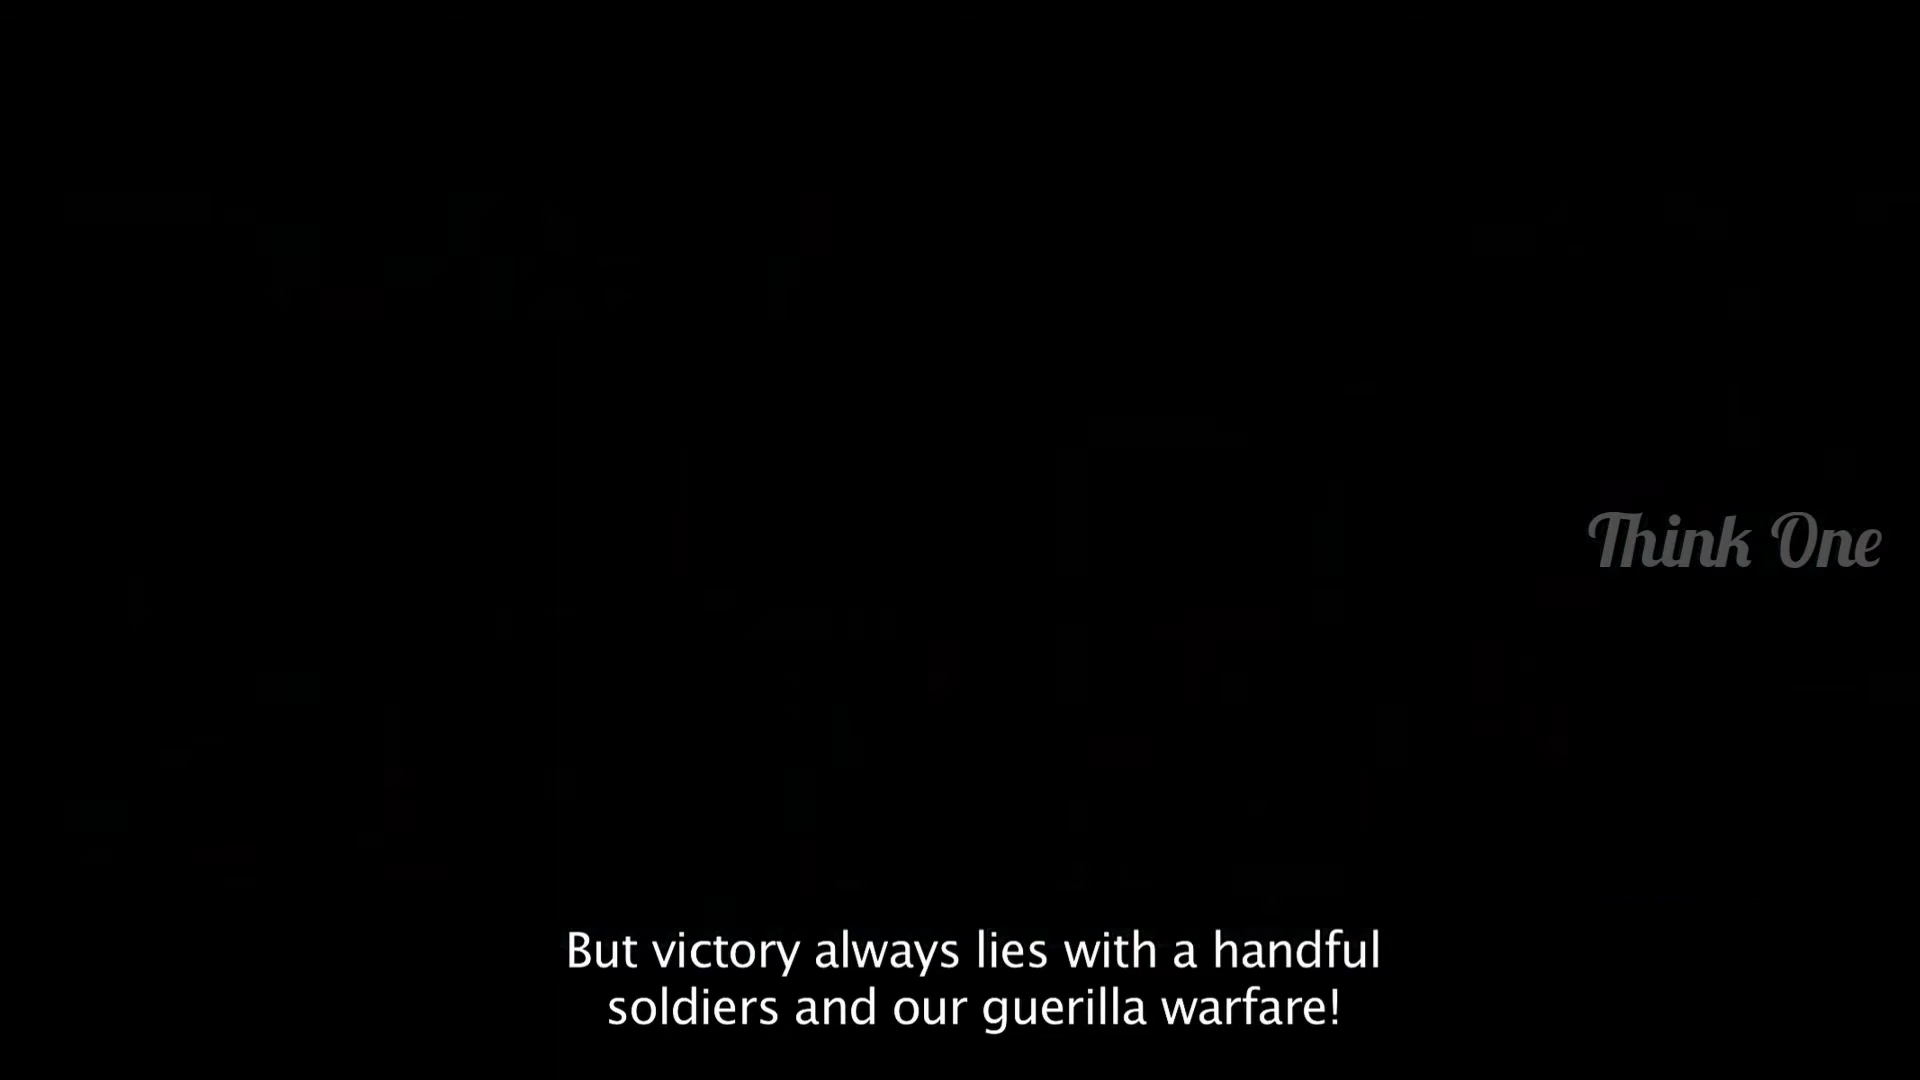 Think One
But victory always lies with a handful
soldiers and our guerilla warfare!